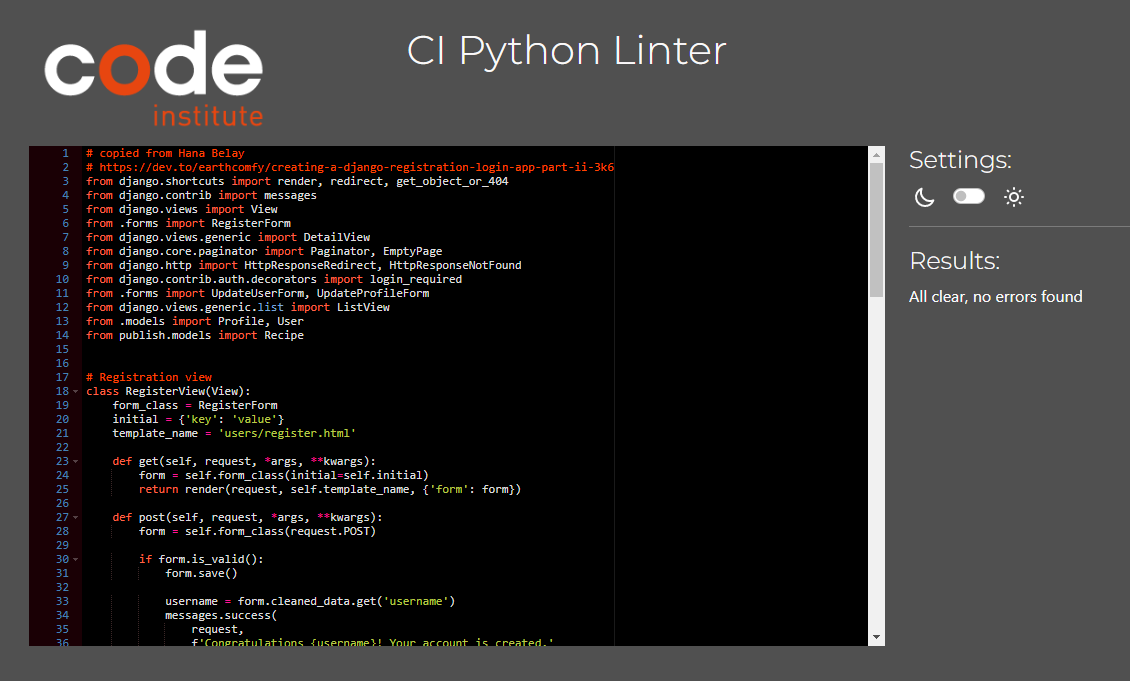 code
institute
CI Python Linter
1 # copied from Hana Belay
2 # https://dev.to/earthcomfy/creating-a-django-registration-login-app-part-ii-3k6
3 from django.shortcuts import render, redirect, get_object_or_404
4 from django.contrib import messages
5 from django.views import View
6 from .forms import RegisterForm
7 from django.views.generic import DetailView
8 from django.core.paginator import Paginator, EmptyPage
9 from django.http import HttpResponseRedirect, HttpResponseNotFound
10 from django.contrib.auth.decorators import login_required
11 from .forms import UpdateUserForm, UpdateProfileForm
12 from django.views.generic.list import ListView
13 from .models import Profile, User
14 from publish.models import Recipe
15
16
17 # Registration view
18 class RegisterView(View):
19     form_class = RegisterForm
20     initial = {'key': 'value'}
21     template_name = 'users/register.html'
22
23     def get(self, request, *args, **kwargs):
24         form = self.form_class(initial=self.initial)
25         return render(request, self.template_name, {'form': form})
26
27     def post(self, request, *args, **kwargs):
28         form = self.form_class(request.POST)
29
30         if form.is_valid():
31             form.save()
32
33             username = form.cleaned_data.get('username')
34             messages.success(
35                 request,
36                 f'Congratulations {username}! Your account is created.'
Settings:
Results:
All clear, no errors found